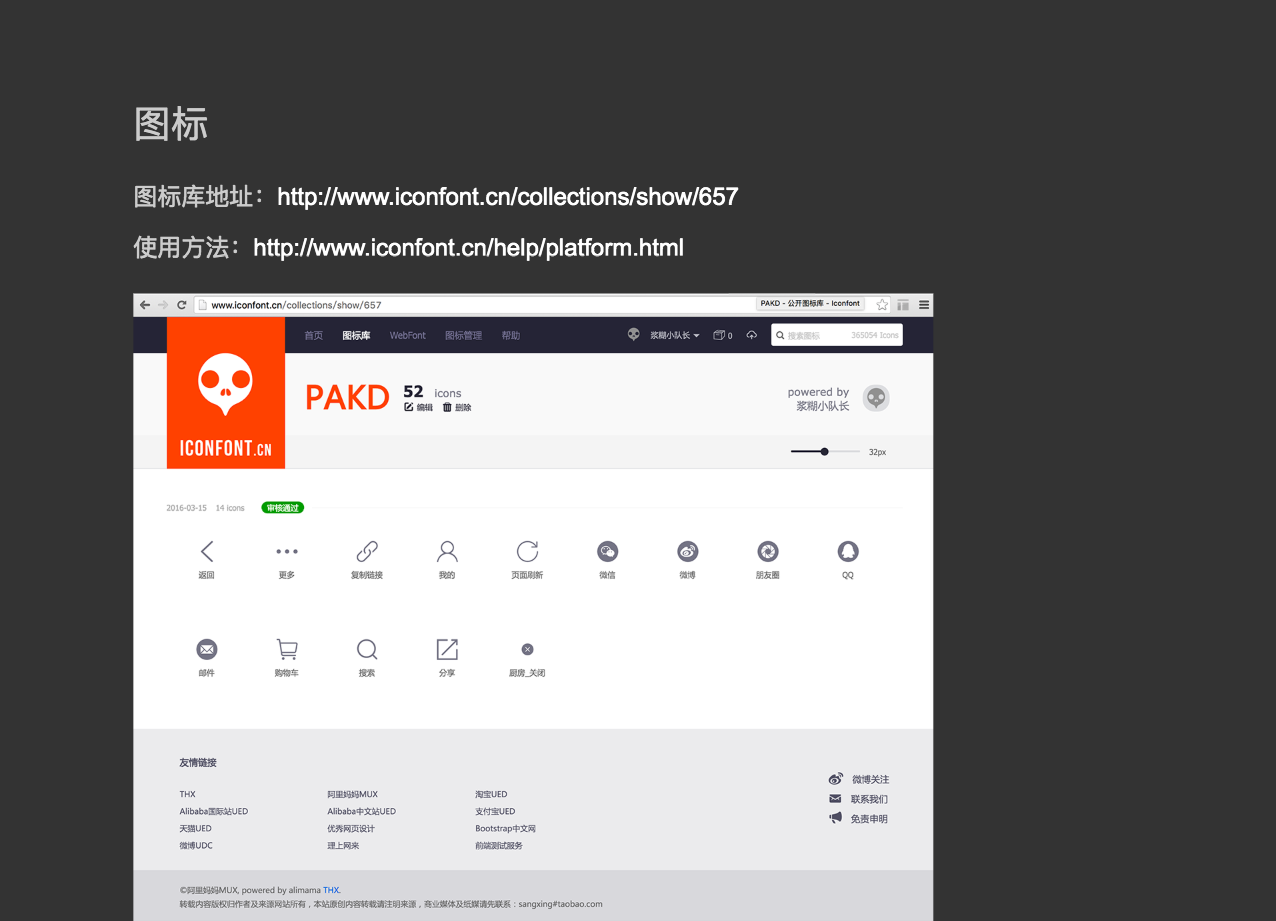 图标
图标库地址：http://www.iconfont.cn/collections/show/657
使用方法：http://www.iconfont.cn/help/platform.html
www.iconfont.cn/collections/show/657
PAKD - 公开图标库 - Iconfont
首页 图标库 WebFont 图标管理 帮助 浆糊小队长 0 搜索图标 365054 Icons
ICONFONT.CN
PAKD 52 icons
编辑 删除
powered by
浆糊小队长
32px
2016-03-15 14 icons 审核通过
返回 更多 复制链接 我的 页面刷新 微信 微博 朋友圈 QQ
邮件 购物车 搜索 分享 厨房_关闭
友情链接
THX 阿里妈妈MUX 淘宝UED
Alibaba国际站UED Alibaba中文站UED 支付宝UED
天猫UED 优秀网页设计 Bootstrap中文网
微博UDC 理上网来 前端测试服务
微博关注
联系我们
免责申明
©阿里妈妈MUX, powered by alimama THX.
转载内容版权归作者及来源网站所有，本站原创内容转载请注明来源，商业媒体及纸媒请先联系：sangxing#taobao.com